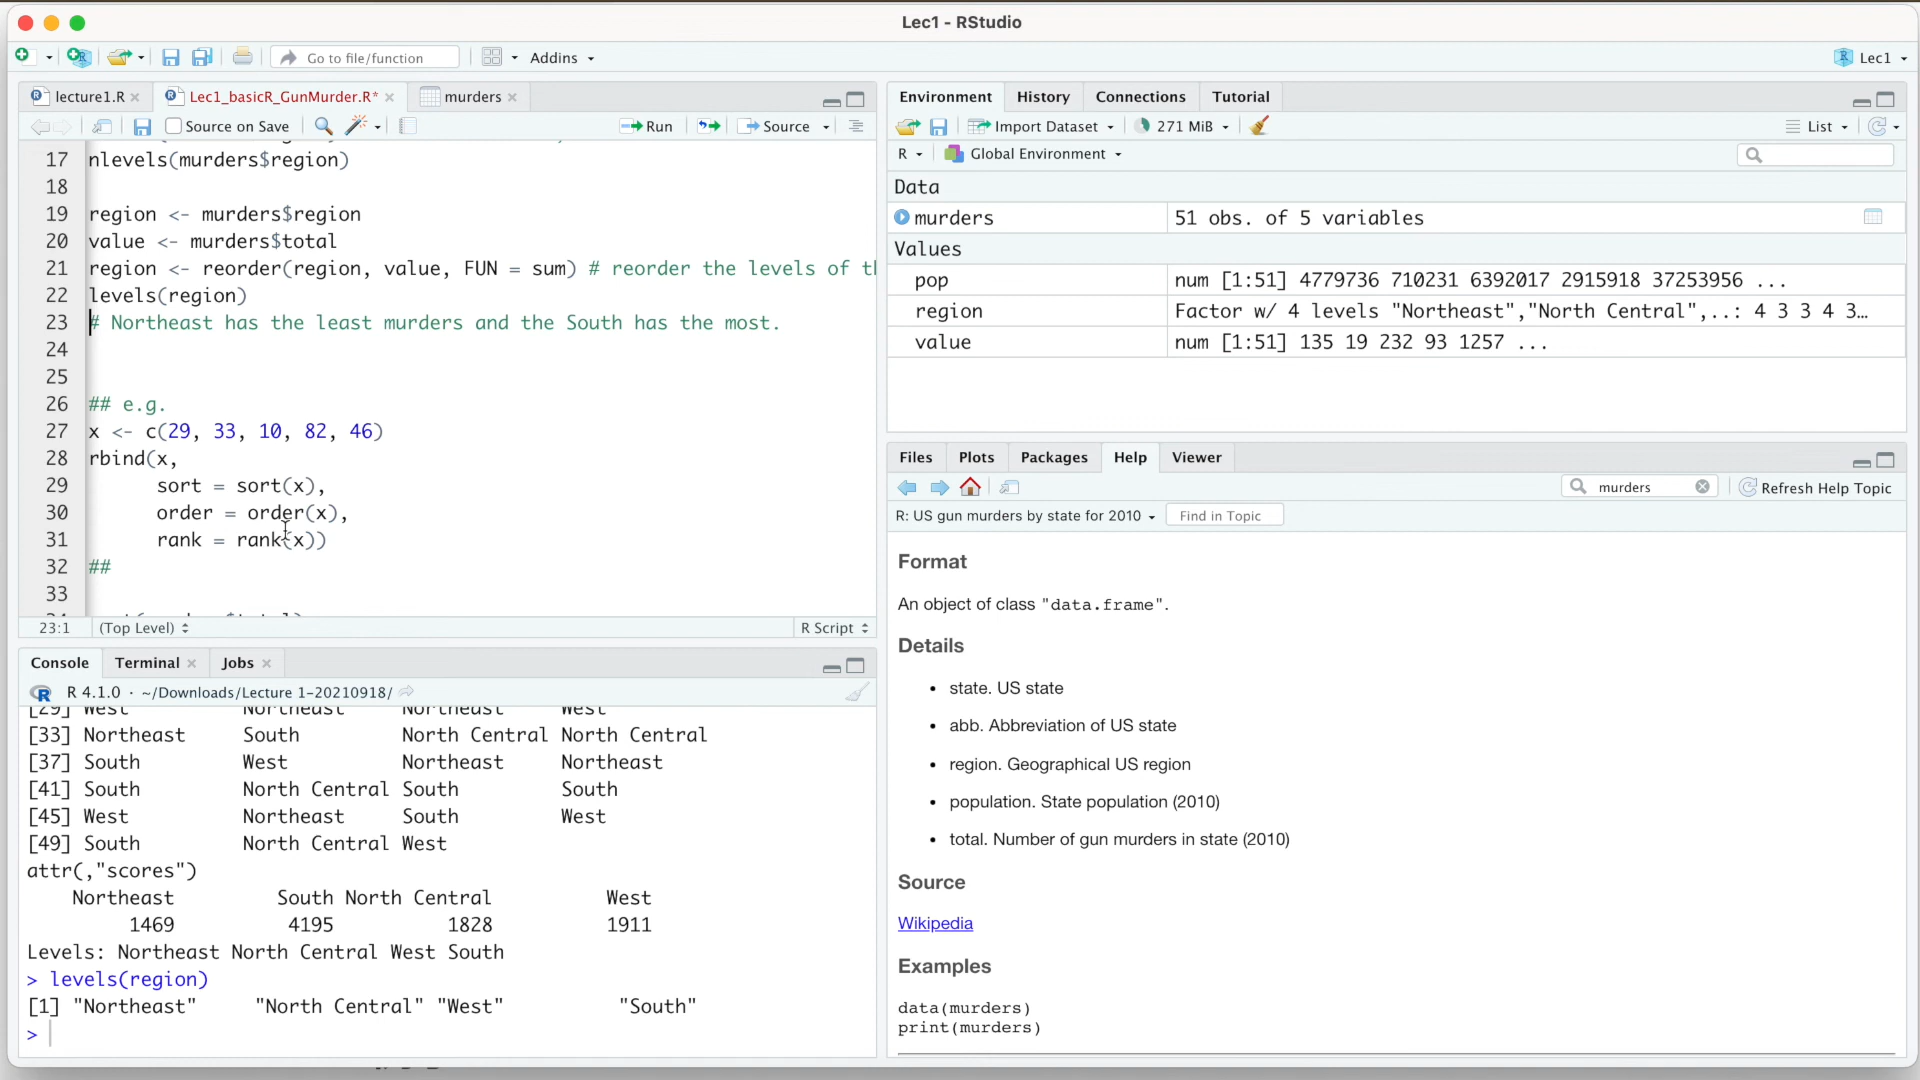 Lec1 - RStudio
Go to file/function
Addins
Lec1
lecture1.R
Lec1_basicR_GunMurder.R*
murders
Source on Save
Run
Source
17 nlevels(murders$region)
18
19 region <- murders$region
20 value <- murders$total
21 region <- reorder(region, value, FUN = sum) # reorder the levels of
22 levels(region)
23 # Northeast has the least murders and the South has the most.
24
25
26 ## e.g.
27 x <- c(29, 33, 10, 82, 46)
28 rbind(x,
29 sort = sort(x),
30 order = order(x),
31 rank = rank(x))
32 ##
33
23:1 (Top Level) R Script
Console Terminal Jobs
R 4.1.0 · ~/Downloads/Lecture 1-20210918/
[29] West Northeast Northeast West
[33] Northeast South North Central North Central
[37] South West Northeast Northeast
[41] South North Central South South
[45] West Northeast South West
[49] South North Central West
attr(,"scores")
Northeast South North Central West
1469 4195 1828 1911
Levels: Northeast North Central West South
> levels(region)
[1] "Northeast" "North Central" "West" "South"
>
Environment History Connections Tutorial
Import Dataset 271 MiB List
R Global Environment
Data
murders 51 obs. of 5 variables
Values
pop num [1:51] 4779736 710231 6392017 2915918 37253956 ...
region Factor w/ 4 levels "Northeast","North Central",..: 4 3 3 4 3…
value num [1:51] 135 19 232 93 1257 ...
Files Plots Packages Help Viewer
murders Refresh Help Topic
R: US gun murders by state for 2010 Find in Topic
Format
An object of class "data.frame".
Details
• state. US state
• abb. Abbreviation of US state
• region. Geographical US region
• population. State population (2010)
• total. Number of gun murders in state (2010)
Source
Wikipedia
Examples
data(murders)
print(murders)